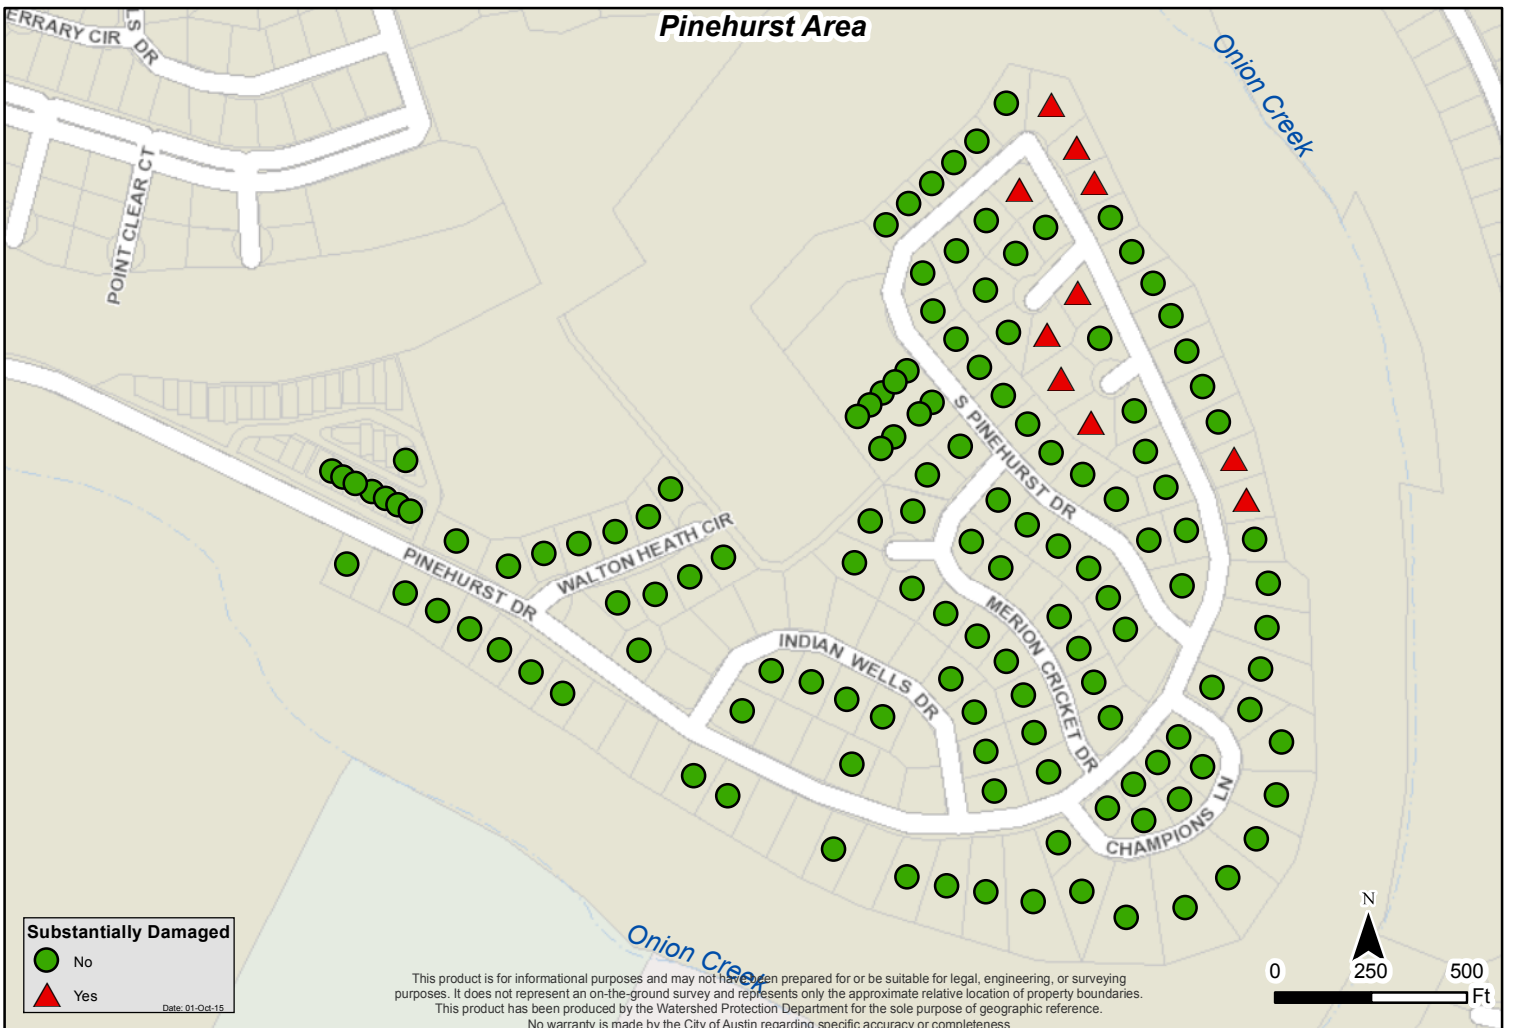 Pinehurst Area
ERRARY CIR
LS DR
Onion Creek
POINT CLEAR CT
S PINEHURST DR
WALTON HEATH CIR
PINEHURST DR
MERION CRICKET DR
INDIAN WELLS DR
CHAMPIONS LN
Onion Creek
Substantially Damaged
No
Yes
Date: 01-Oct-15
N
0 250 500
Ft
This product is for informational purposes and may not have been prepared for or be suitable for legal, engineering, or surveying
purposes. It does not represent an on-the-ground survey and represents only the approximate relative location of property boundaries.
This product has been produced by the Watershed Protection Department for the sole purpose of geographic reference.
No warranty is made by the City of Austin regarding specific accuracy or completeness